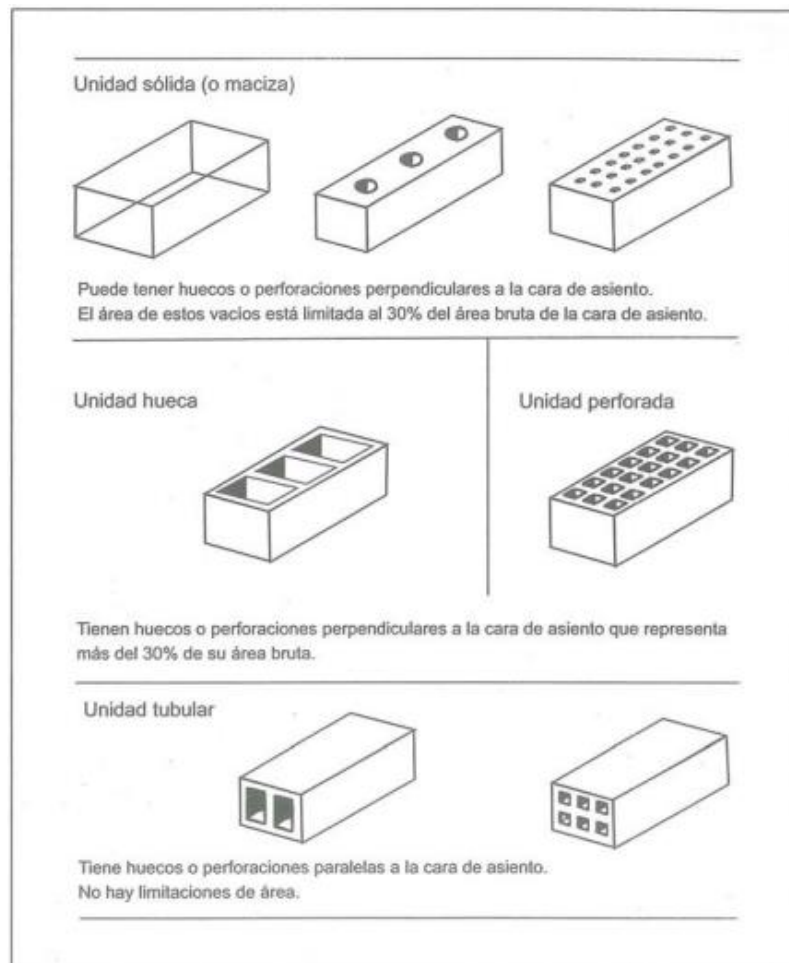 Unidad sólida (o maciza)
Puede tener huecos o perforaciones perpendiculares a la cara de asiento.
El área de estos vacios está limitada al 30% del área bruta de la cara de asiento.
Unidad hueca
Unidad perforada
Tienen huecos o perforaciones perpendiculares a la cara de asiento que representa
más del 30% de su área bruta.
Unidad tubular
Tiene huecos o perforaciones paralelas a la cara de asiento.
No hay limitaciones de área.